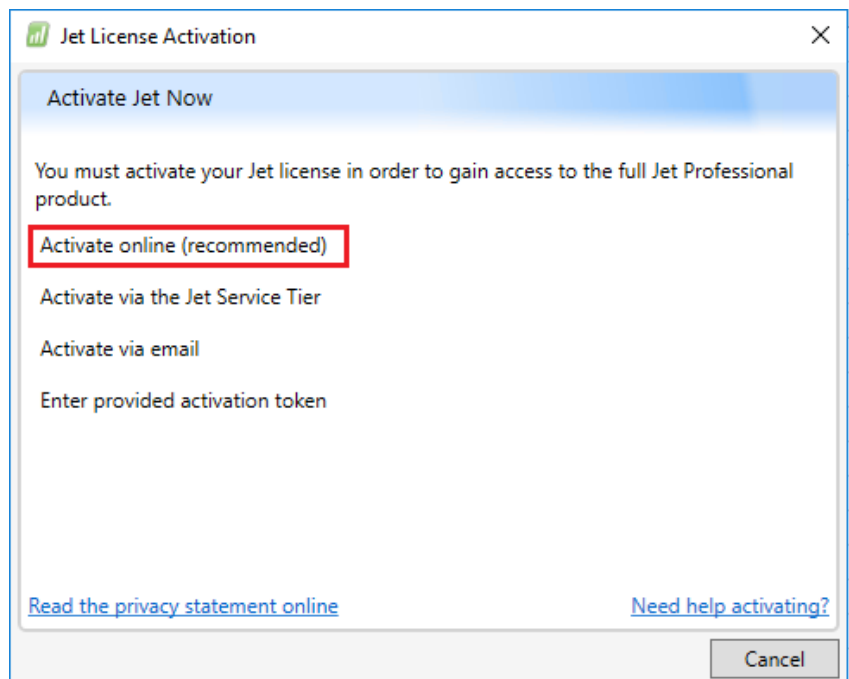 Jet License Activation
Activate Jet Now
You must activate your Jet license in order to gain access to the full Jet Professional
product.
Activate online (recommended)
Activate via the Jet Service Tier
Activate via email
Enter provided activation token
Read the privacy statement online
Need help activating?
Cancel